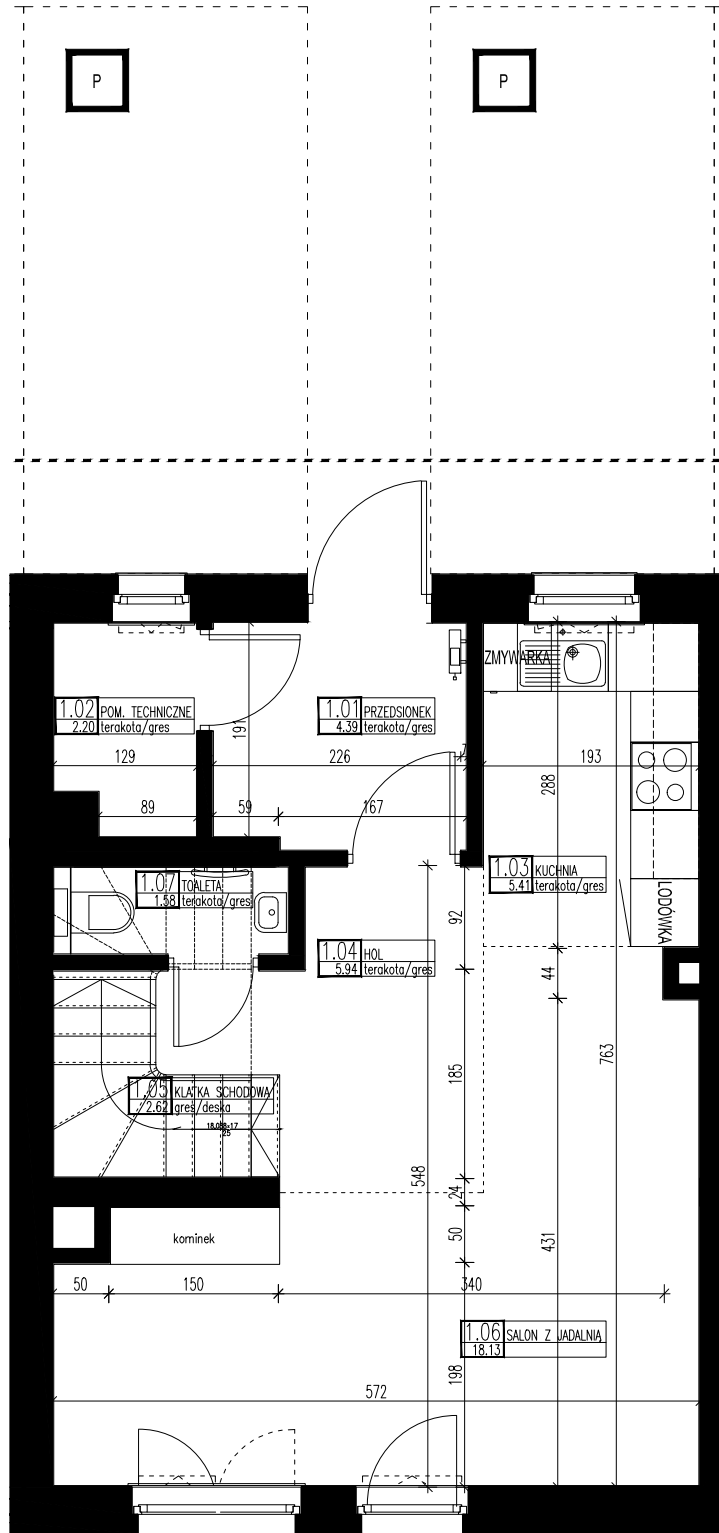 P
P
ZMYWARKA
1.02 POM. TECHNICZNE
2.20 terakota/gres
1.01 PRZEDSIONEK
4.39 terakota/gres
191
7
129
226
193
288
89
59
167
1.03 KUCHNIA
5.41 terakota/gres
1.07 TOALETA
1.58 terakota/gres
LODÓWKA
92
1.04 HOL
5.94 terakota/gres
44
763
185
1.05 KLATKA SCHODOWA
2.62 gres/deska
25
548
24
kominek
50
431
50
150
340
1.06 SALON Z JADALNIĄ
18.13
198
572